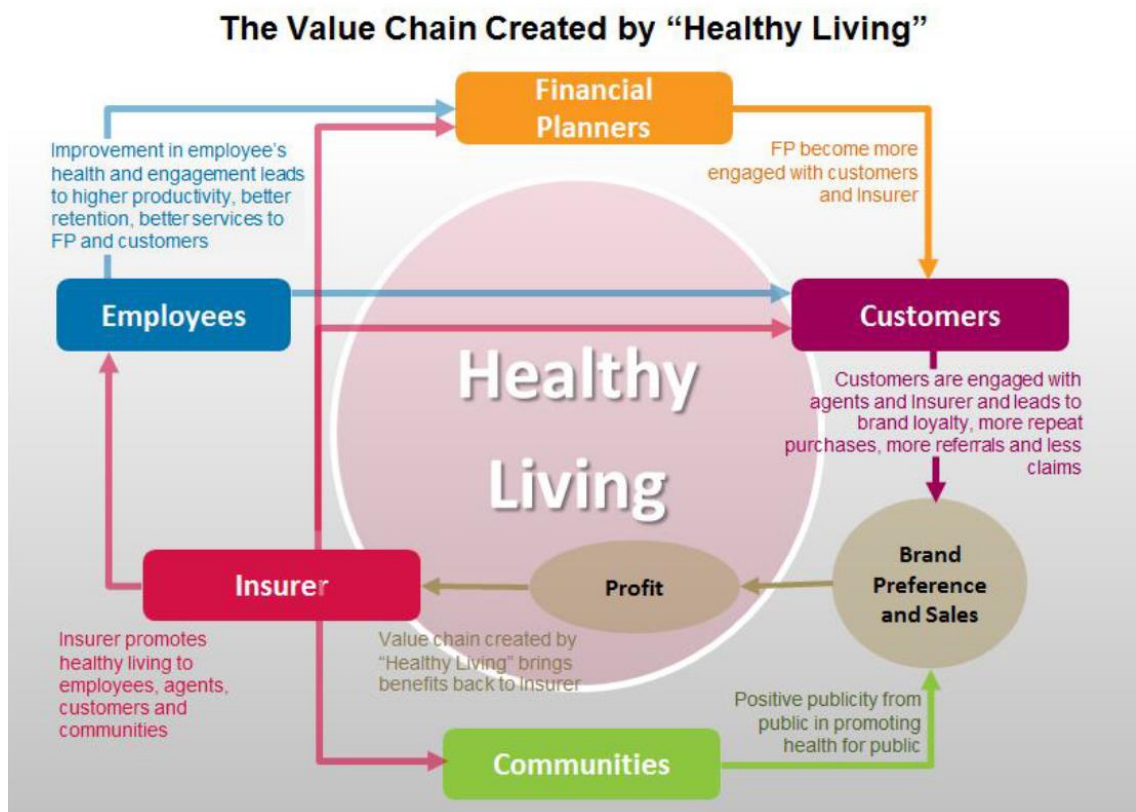 The Value Chain Created by “Healthy Living”
Financial
Planners
Improvement in employee’s
health and engagement leads
to higher productivity, better
retention, better services to
FP and customers
FP become more
engaged with customers
and Insurer
Employees
Customers
Healthy
Living
Customers are engaged with
agents and Insurer and leads to
brand loyalty, more repeat
purchases, more referrals and less
claims
Insurer
Profit
Brand
Preference
and Sales
Insurer promotes
healthy living to
employees, agents,
customers and
communities
Value chain created by
“Healthy Living” brings
benefits back to Insurer
Positive publicity from
public in promoting
health for public
Communities